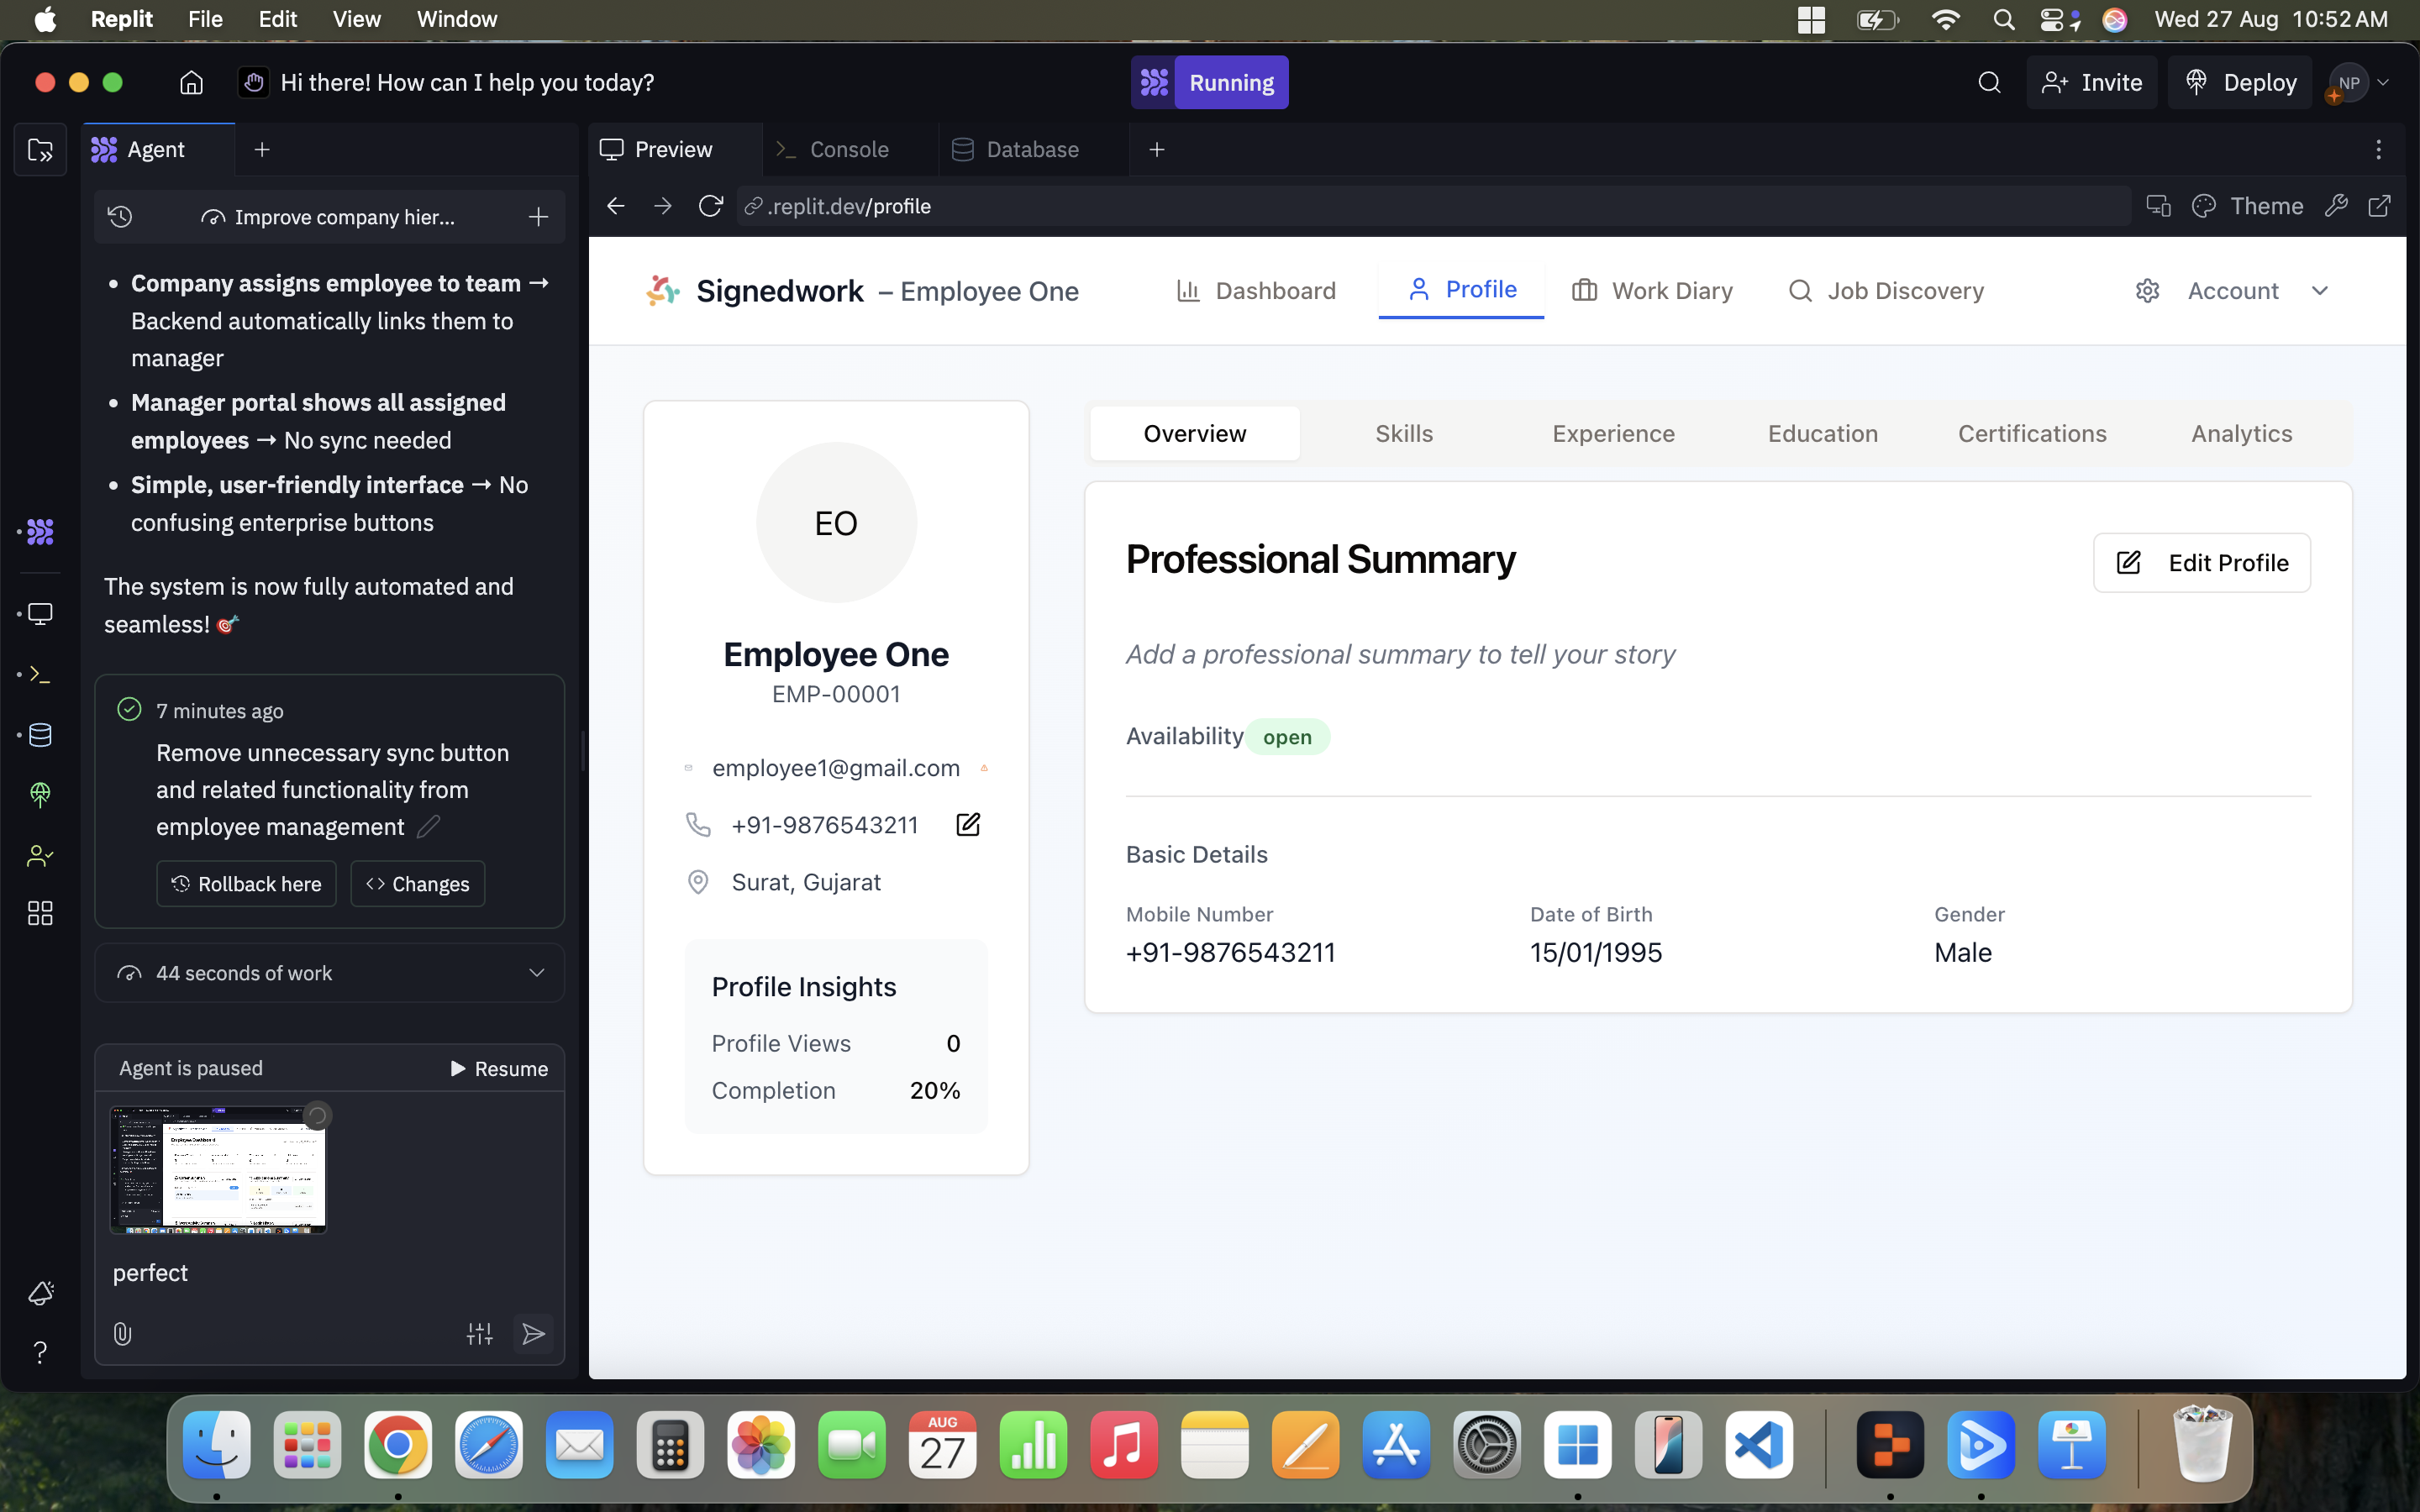 Replit File Edit View Window Wed 27 Aug 10:52 AM
Hi there! How can I help you today? Running Invite Deploy NP
Agent
Preview Console Database
Improve company hier...
.replit.dev/profile Theme
Company assigns employee to team →
Backend automatically links them to
manager
Manager portal shows all assigned
employees → No sync needed
Simple, user-friendly interface → No
confusing enterprise buttons
The system is now fully automated and
seamless! 🎯
7 minutes ago
Remove unnecessary sync button
and related functionality from
employee management
Rollback here <> Changes
44 seconds of work
Agent is paused Resume
perfect
Signedwork – Employee One Dashboard Profile Work Diary Job Discovery Account
EO
Employee One
EMP-00001
employee1@gmail.com
+91-9876543211
Surat, Gujarat
Profile Insights
Profile Views 0
Completion 20%
Overview Skills Experience Education Certifications Analytics
Professional Summary Edit Profile
Add a professional summary to tell your story
Availability open
Basic Details
Mobile Number Date of Birth Gender
+91-9876543211 15/01/1995 Male
AUG
27